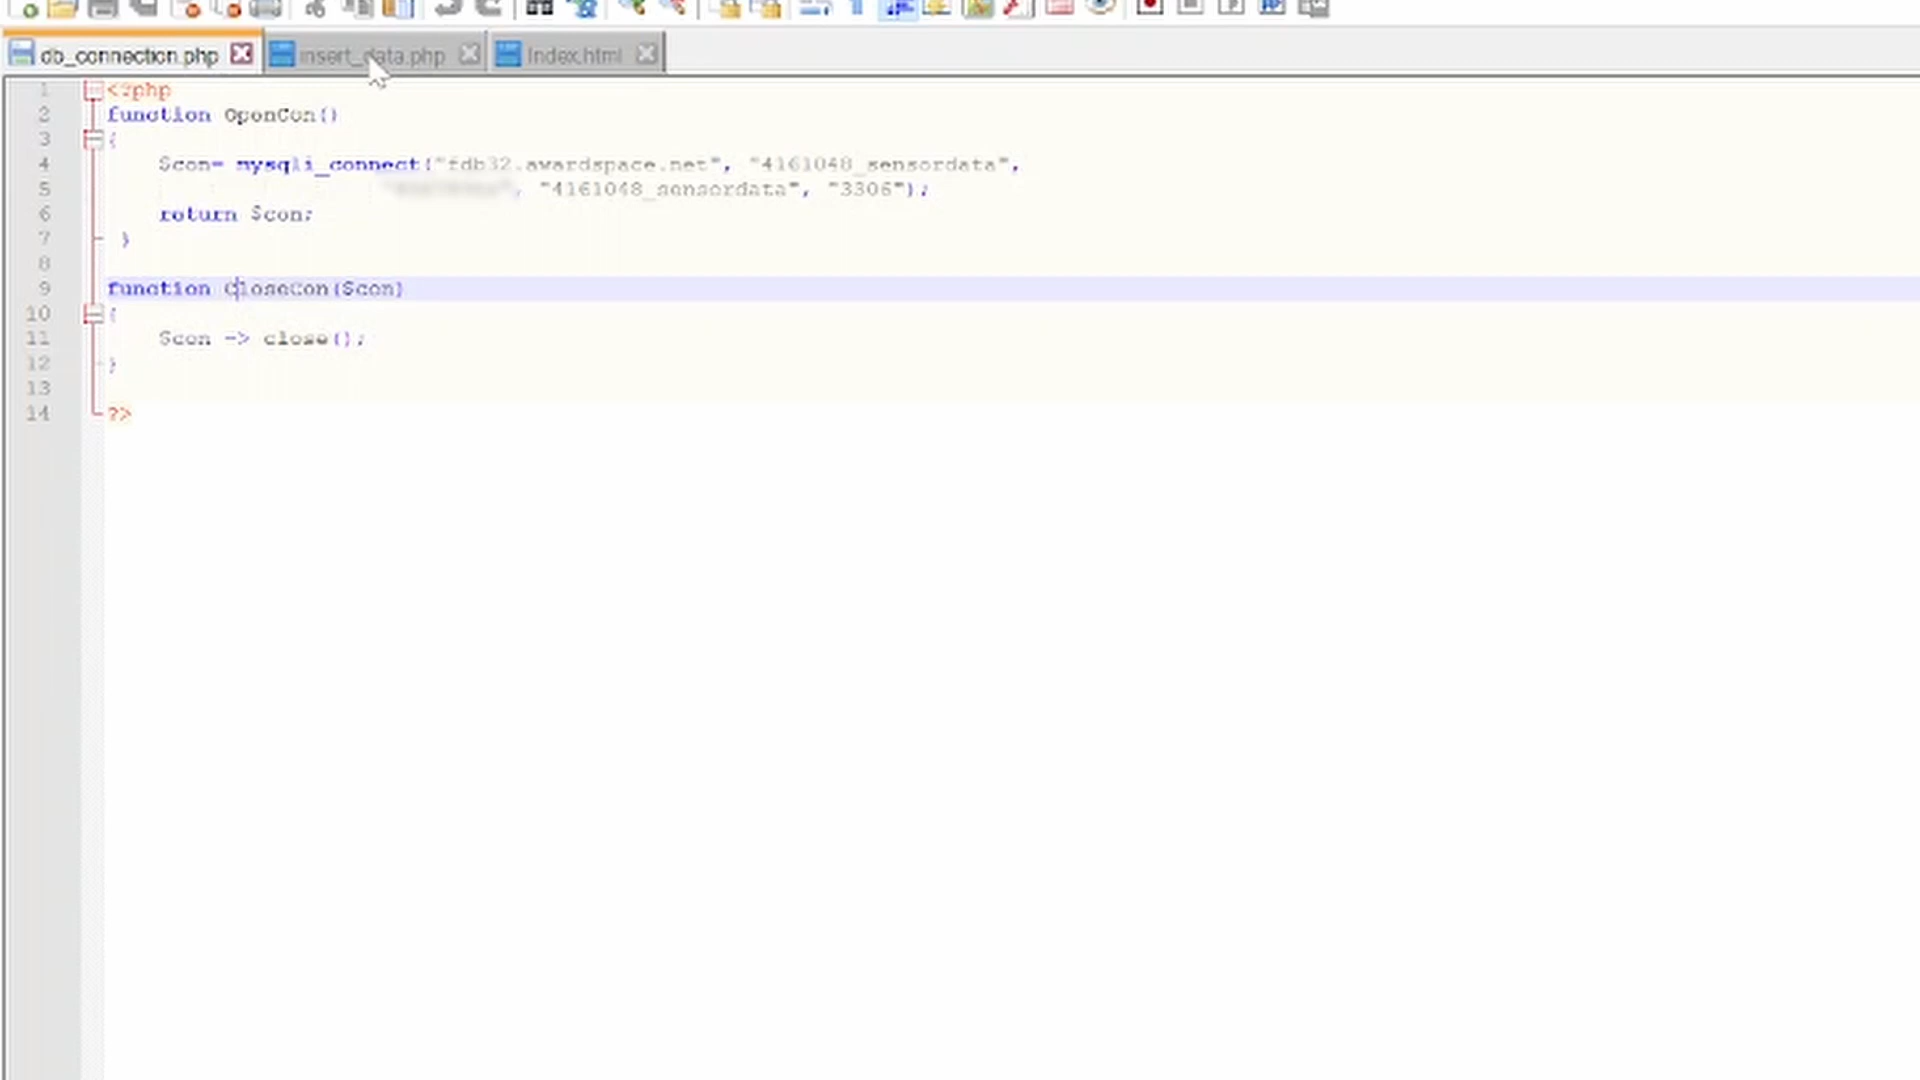 db_connection.php insert_data.php Index.html
1 <?php
2 function OpenCon()
3 {
4 $con= mysqli_connect("fdb32.awardspace.net", "4161048_sensordata",
5 , "4161048_sensordata", "3306");
6 return $con;
7 }
8
9 function CloseCon($con)
10 {
11 $con -> close();
12 }
13
14 ?>